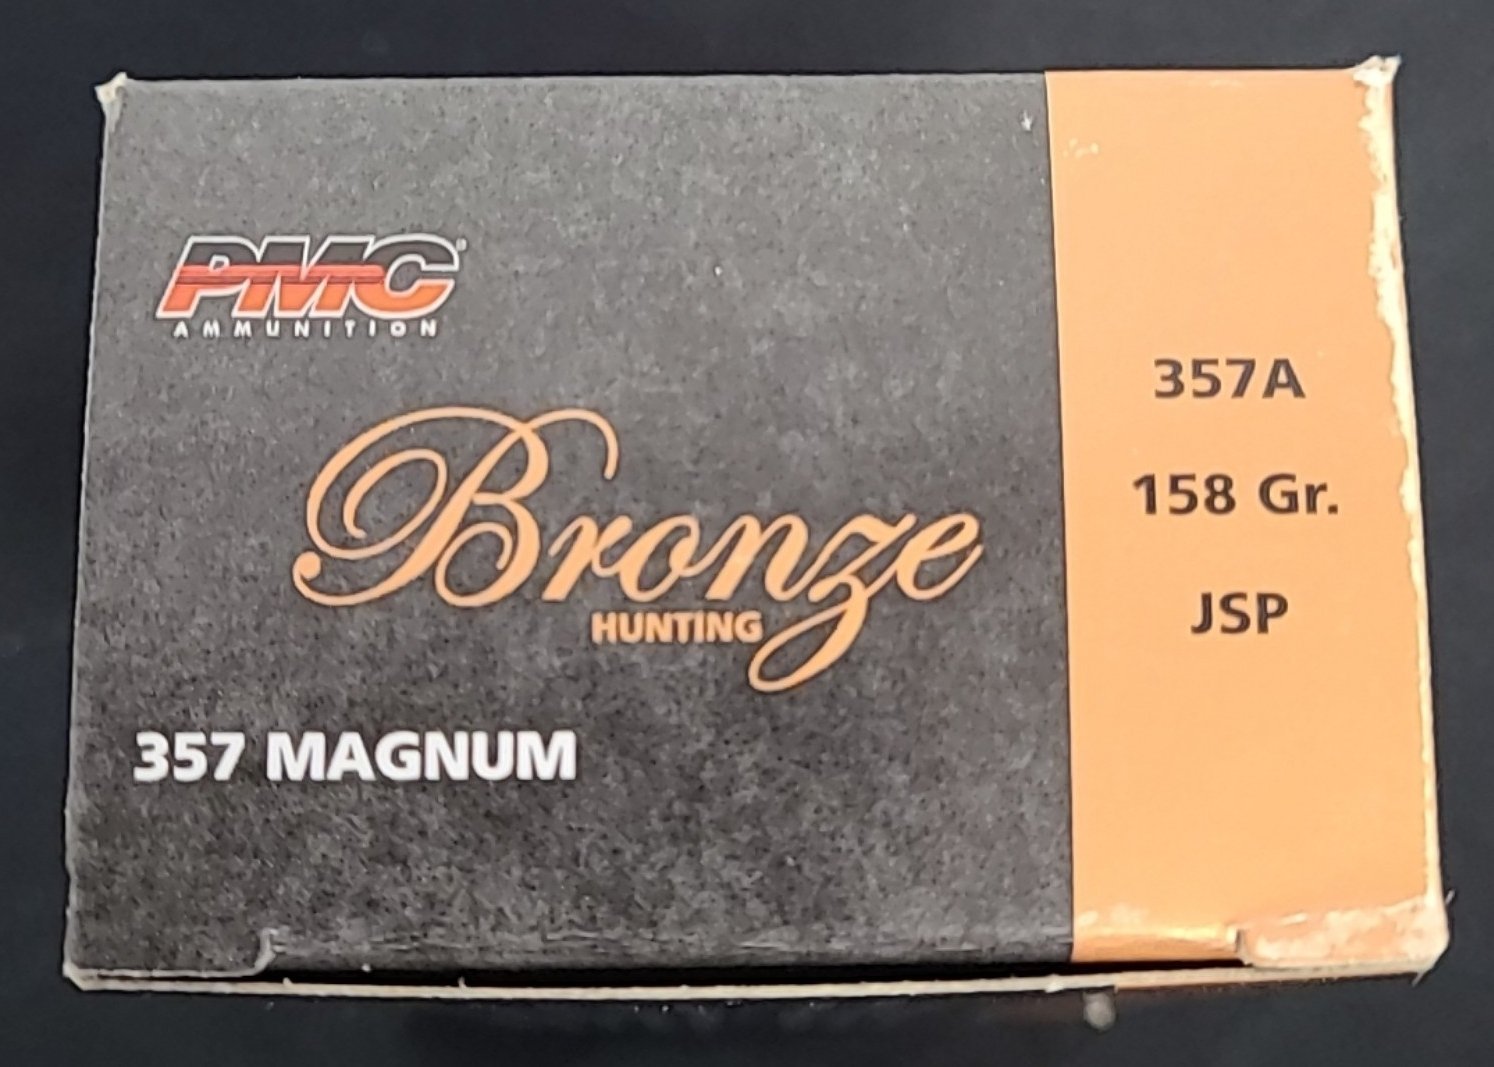 PMC®
AMMUNITION
Bronze
HUNTING
357 MAGNUM
357A
158 Gr.
JSP